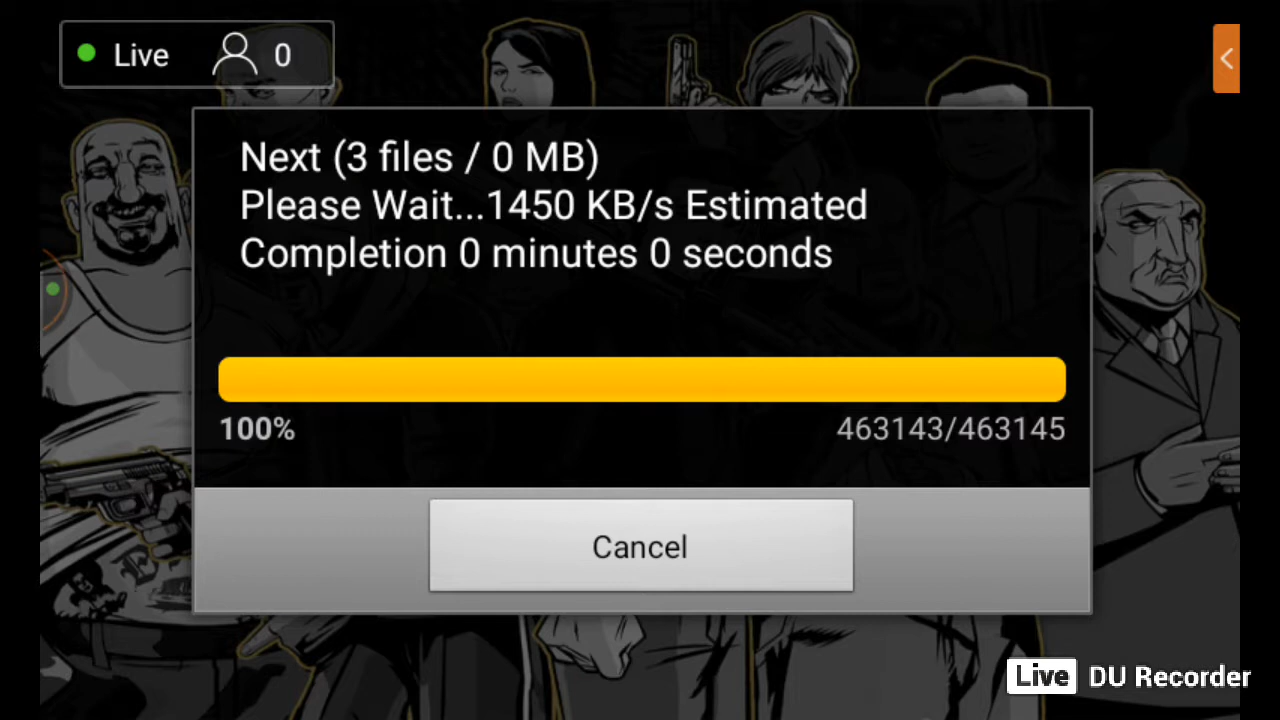 Live 0
Next (3 files / 0 MB)
Please Wait...1450 KB/s Estimated
Completion 0 minutes 0 seconds
100% 463143/463145
Cancel
Live DU Recorder